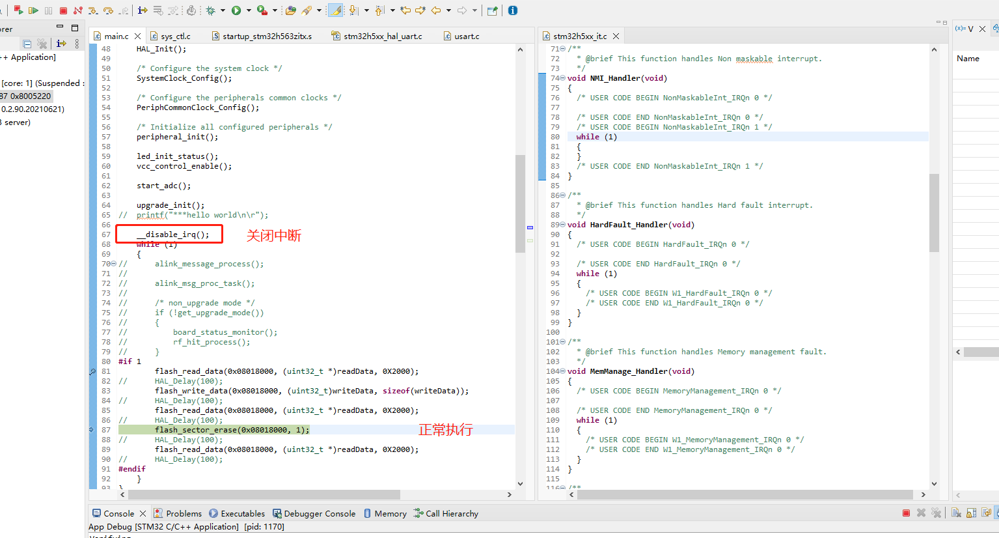 orer
++ Application]
[core: 1] (Suspended :
87 0x8005220
0.2.90.20210621)
B server)
main.c
sys_ctl.c
startup_stm32h563zitx.s
stm32h5xx_hal_uart.c
usart.c
48 HAL_Init();
49
50 /* Configure the system clock */
51 SystemClock_Config();
52
53 /* Configure the peripherals common clocks */
54 PeriphCommonClock_Config();
55
56 /* Initialize all configured peripherals */
57 peripheral_init();
58
59 led_init_status();
60 vcc_control_enable();
61
62 start_adc();
63
64 upgrade_init();
65 // printf("***hello world\n\r");
66
67 __disable_irq(); 关闭中断
68 while (1)
69 {
70 // alink_message_process();
71 //
72 // alink_msg_proc_task();
73 //
74 // /* non_upgrade mode */
75 // if (!get_upgrade_mode())
76 // {
77 // board_status_monitor();
78 // rf_hit_process();
79 // }
80 #if 1
81 flash_read_data(0x08018000, (uint32_t *)readData, 0X2000);
82 // HAL_Delay(100);
83 flash_write_data(0x08018000, (uint32_t)writeData, sizeof(writeData));
84 // HAL_Delay(100);
85 flash_read_data(0x08018000, (uint32_t *)readData, 0X2000);
86 // HAL_Delay(100);
87 flash_sector_erase(0x08018000, 1); 正常执行
88 // HAL_Delay(100);
89 flash_read_data(0x08018000, (uint32_t *)readData, 0X2000);
90 // HAL_Delay(100);
91 #endif
92 }
93 }
stm32h5xx_it.c
71 /**
72 * @brief This function handles Non maskable interrupt.
73 */
74 void NMI_Handler(void)
75 {
76 /* USER CODE BEGIN NonMaskableInt_IRQn 0 */
77
78 /* USER CODE END NonMaskableInt_IRQn 0 */
79 /* USER CODE BEGIN NonMaskableInt_IRQn 1 */
80 while (1)
81 {
82 }
83 /* USER CODE END NonMaskableInt_IRQn 1 */
84 }
85
86 /**
87 * @brief This function handles Hard fault interrupt.
88 */
89 void HardFault_Handler(void)
90 {
91 /* USER CODE BEGIN HardFault_IRQn 0 */
92
93 /* USER CODE END HardFault_IRQn 0 */
94 while (1)
95 {
96 /* USER CODE BEGIN W1_HardFault_IRQn 0 */
97 /* USER CODE END W1_HardFault_IRQn 0 */
98 }
99 }
100
101 /**
102 * @brief This function handles Memory management fault.
103 */
104 void MemManage_Handler(void)
105 {
106 /* USER CODE BEGIN MemoryManagement_IRQn 0 */
107
108 /* USER CODE END MemoryManagement_IRQn 0 */
109 while (1)
110 {
111 /* USER CODE BEGIN W1_MemoryManagement_IRQn 0 */
112 /* USER CODE END W1_MemoryManagement_IRQn 0 */
113 }
114 }
115
116 /**
(x)= V
Name
Console
Problems
Executables
Debugger Console
Memory
Call Hierarchy
App Debug [STM32 C/C++ Application] [pid: 1170]
Verifying